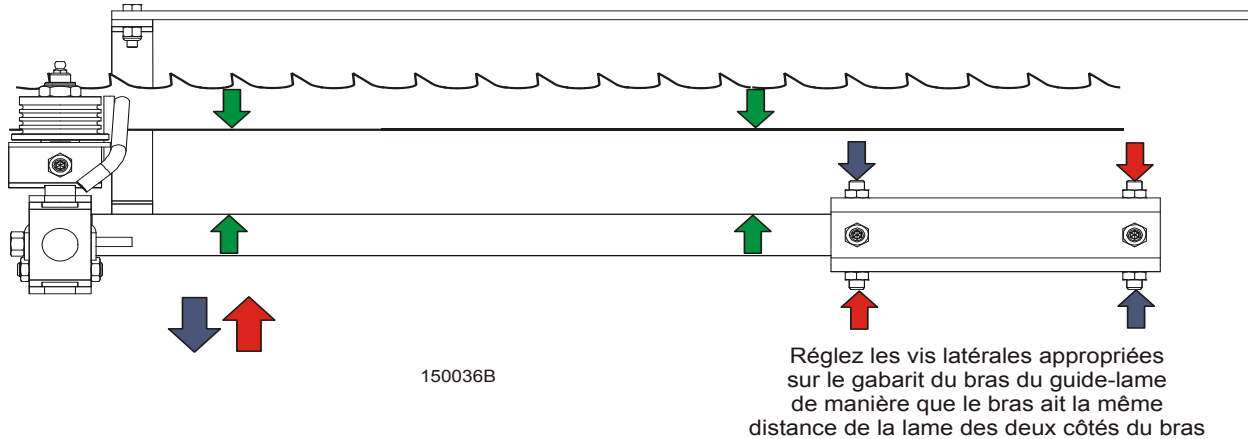 150036B
Réglez les vis latérales appropriées
sur le gabarit du bras du guide-lame
de manière que le bras ait la même
distance de la lame des deux côtés du bras